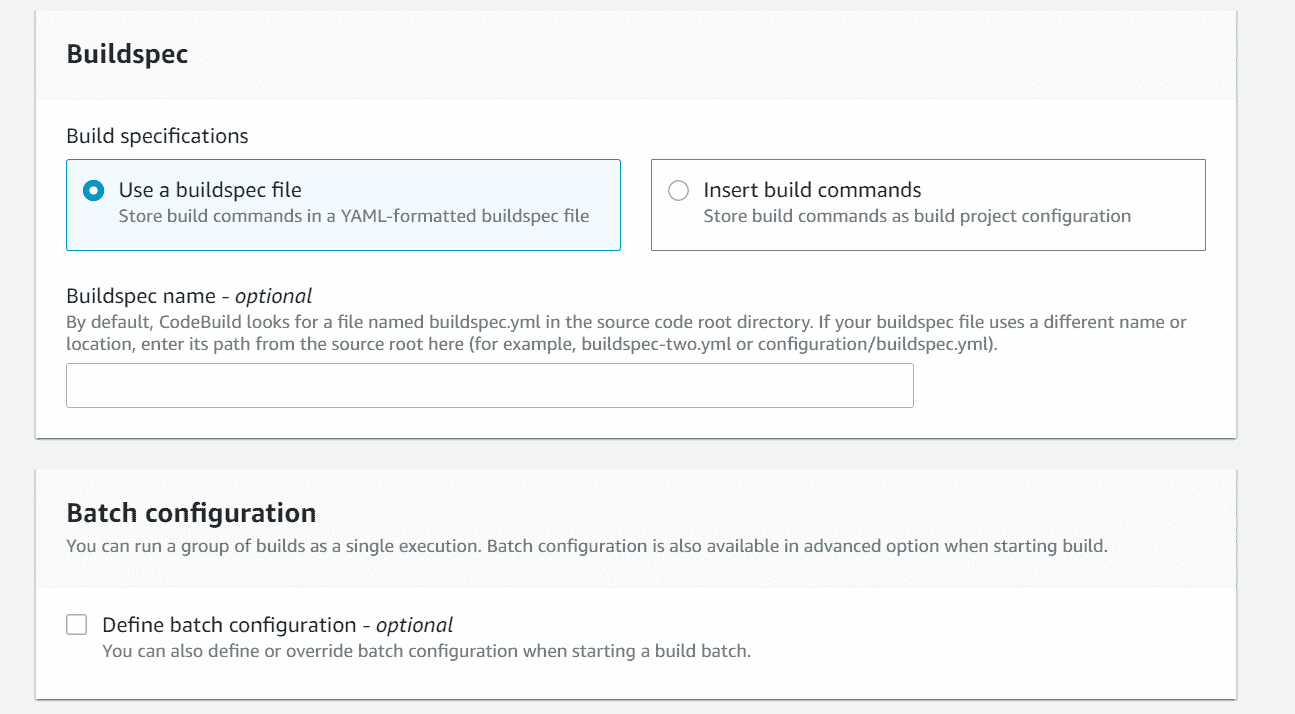 Buildspec
Build specifications
Use a buildspec file
Store build commands in a YAML-formatted buildspec file
Insert build commands
Store build commands as build project configuration
Buildspec name - optional
By default, CodeBuild looks for a file named buildspec.yml in the source code root directory. If your buildspec file uses a different name or
location, enter its path from the source root here (for example, buildspec-two.yml or configuration/buildspec.yml).
Batch configuration
You can run a group of builds as a single execution. Batch configuration is also available in advanced option when starting build.
Define batch configuration - optional
You can also define or override batch configuration when starting a build batch.